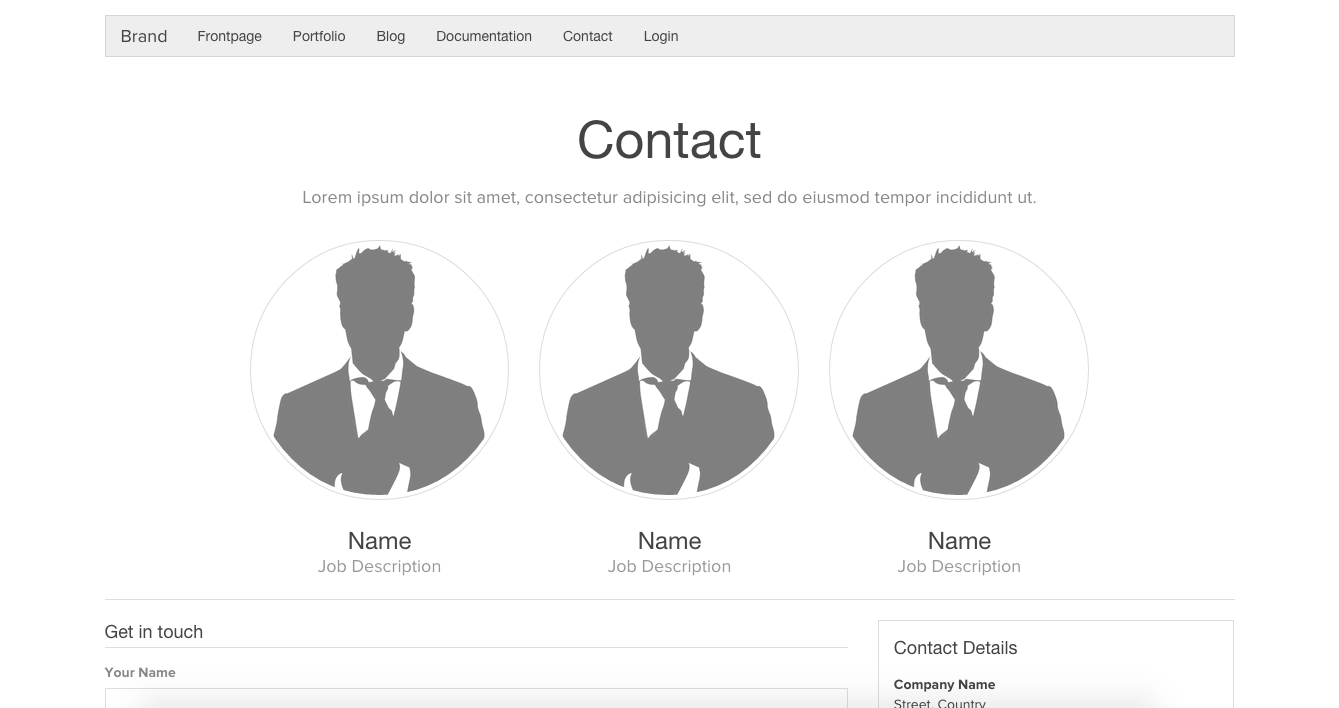 Brand Frontpage Portfolio Blog Documentation Contact Login
Contact
Lorem ipsum dolor sit amet, consectetur adipisicing elit, sed do eiusmod tempor incididunt ut.
Name Name Name
Job Description Job Description Job Description
Get in touch
Contact Details
Your Name
Company Name
Street, Country